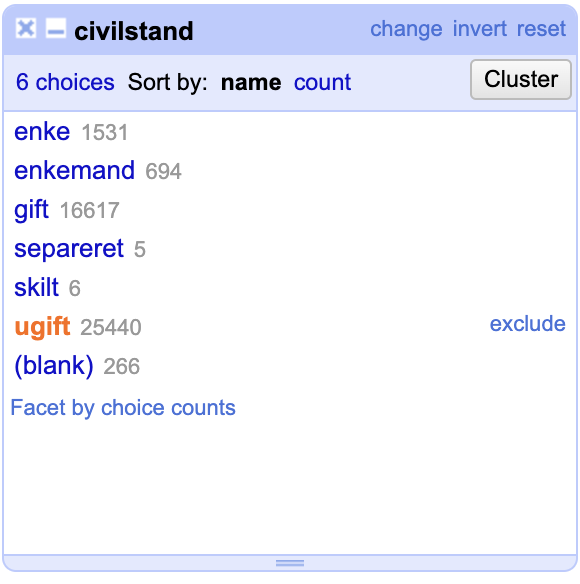 civilstand change invert reset
6 choices Sort by: name count Cluster
enke 1531
enkemand 694
gift 16617
separeret 5
skilt 6
ugift 25440 exclude
(blank) 266
Facet by choice counts